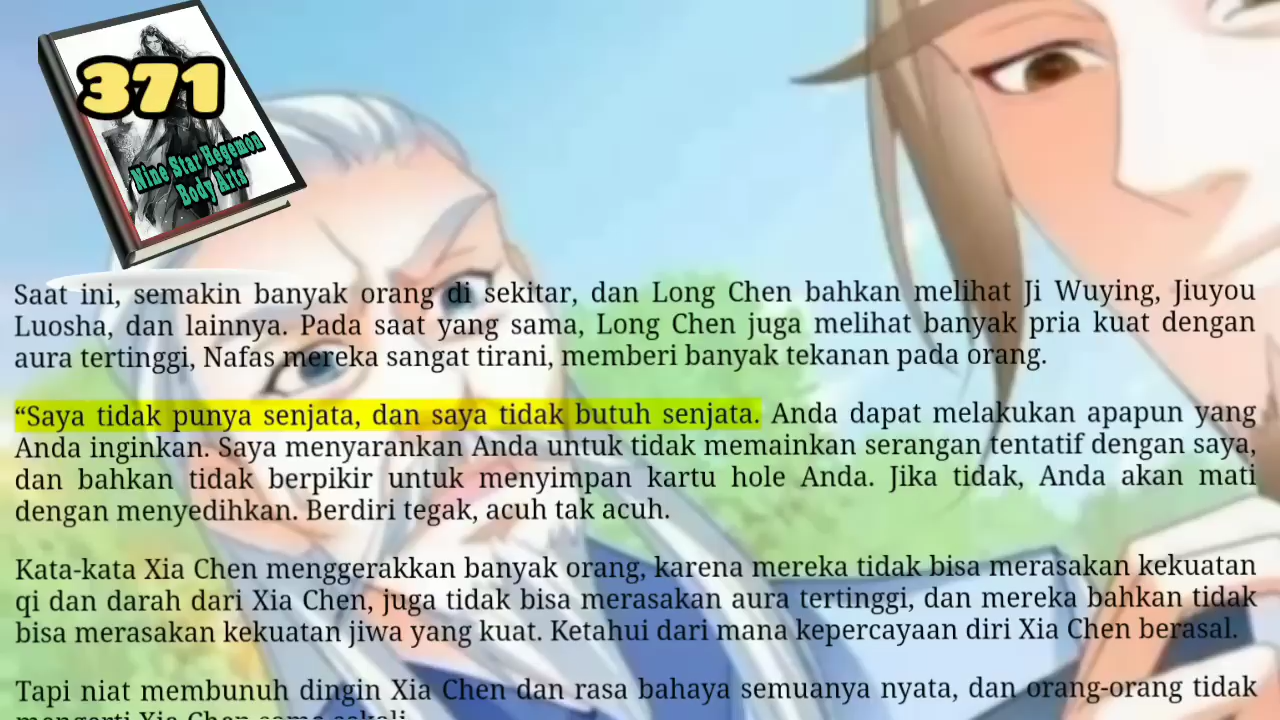 371
Nine Star Hegemon
Body Arts
Saat ini, semakin banyak orang di sekitar, dan Long Chen bahkan melihat Ji Wuying, Jiuyou
Luosha, dan lainnya. Pada saat yang sama, Long Chen juga melihat banyak pria kuat dengan
aura tertinggi, Nafas mereka sangat tirani, memberi banyak tekanan pada orang.
“Saya tidak punya senjata, dan saya tidak butuh senjata. Anda dapat melakukan apapun yang
Anda inginkan. Saya menyarankan Anda untuk tidak memainkan serangan tentatif dengan saya,
dan bahkan tidak berpikir untuk menyimpan kartu hole Anda. Jika tidak, Anda akan mati
dengan menyedihkan. Berdiri tegak, acuh tak acuh.
Kata-kata Xia Chen menggerakkan banyak orang, karena mereka tidak bisa merasakan kekuatan
qi dan darah dari Xia Chen, juga tidak bisa merasakan aura tertinggi, dan mereka bahkan tidak
bisa merasakan kekuatan jiwa yang kuat. Ketahui dari mana kepercayaan diri Xia Chen berasal.
Tapi niat membunuh dingin Xia Chen dan rasa bahaya semuanya nyata, dan orang-orang tidak
mengerti Xia Chen sama sekali.